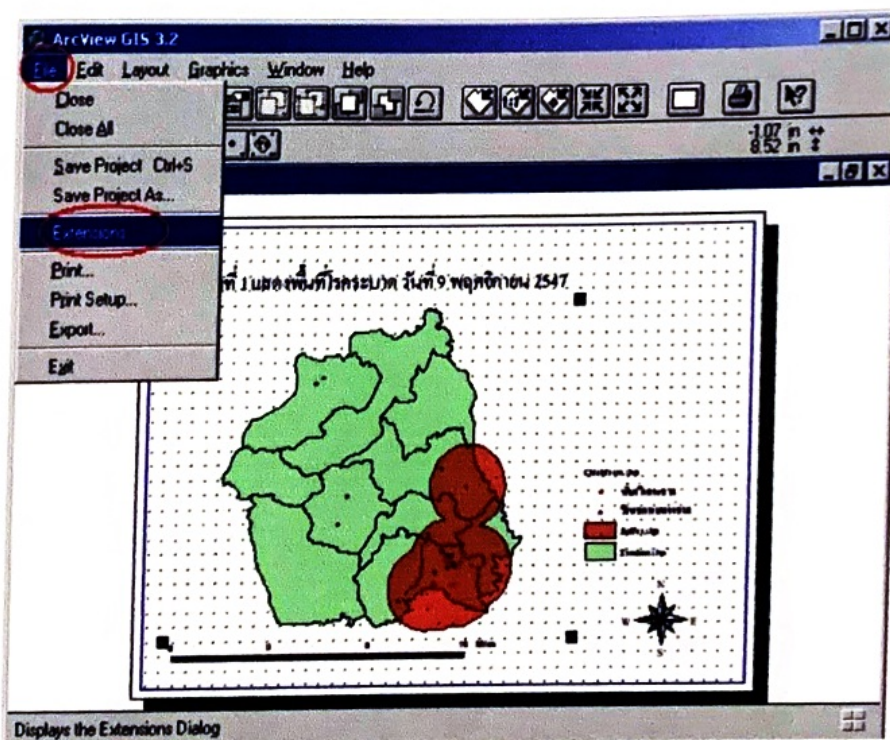 ArcView GIS 3.2
File Edit Layout Graphics Window Help
Close
Close All
Save Project Ctrl+S
Save Project As...
Extensions...
Print...
Print Setup...
Export...
Exit
-1.07 in
8.52 in
ที่ 1 แสดงพื้นที่โรคระบาด วันที่ 9 พฤศจิกายน 2547
N
W
E
S
Displays the Extensions Dialog